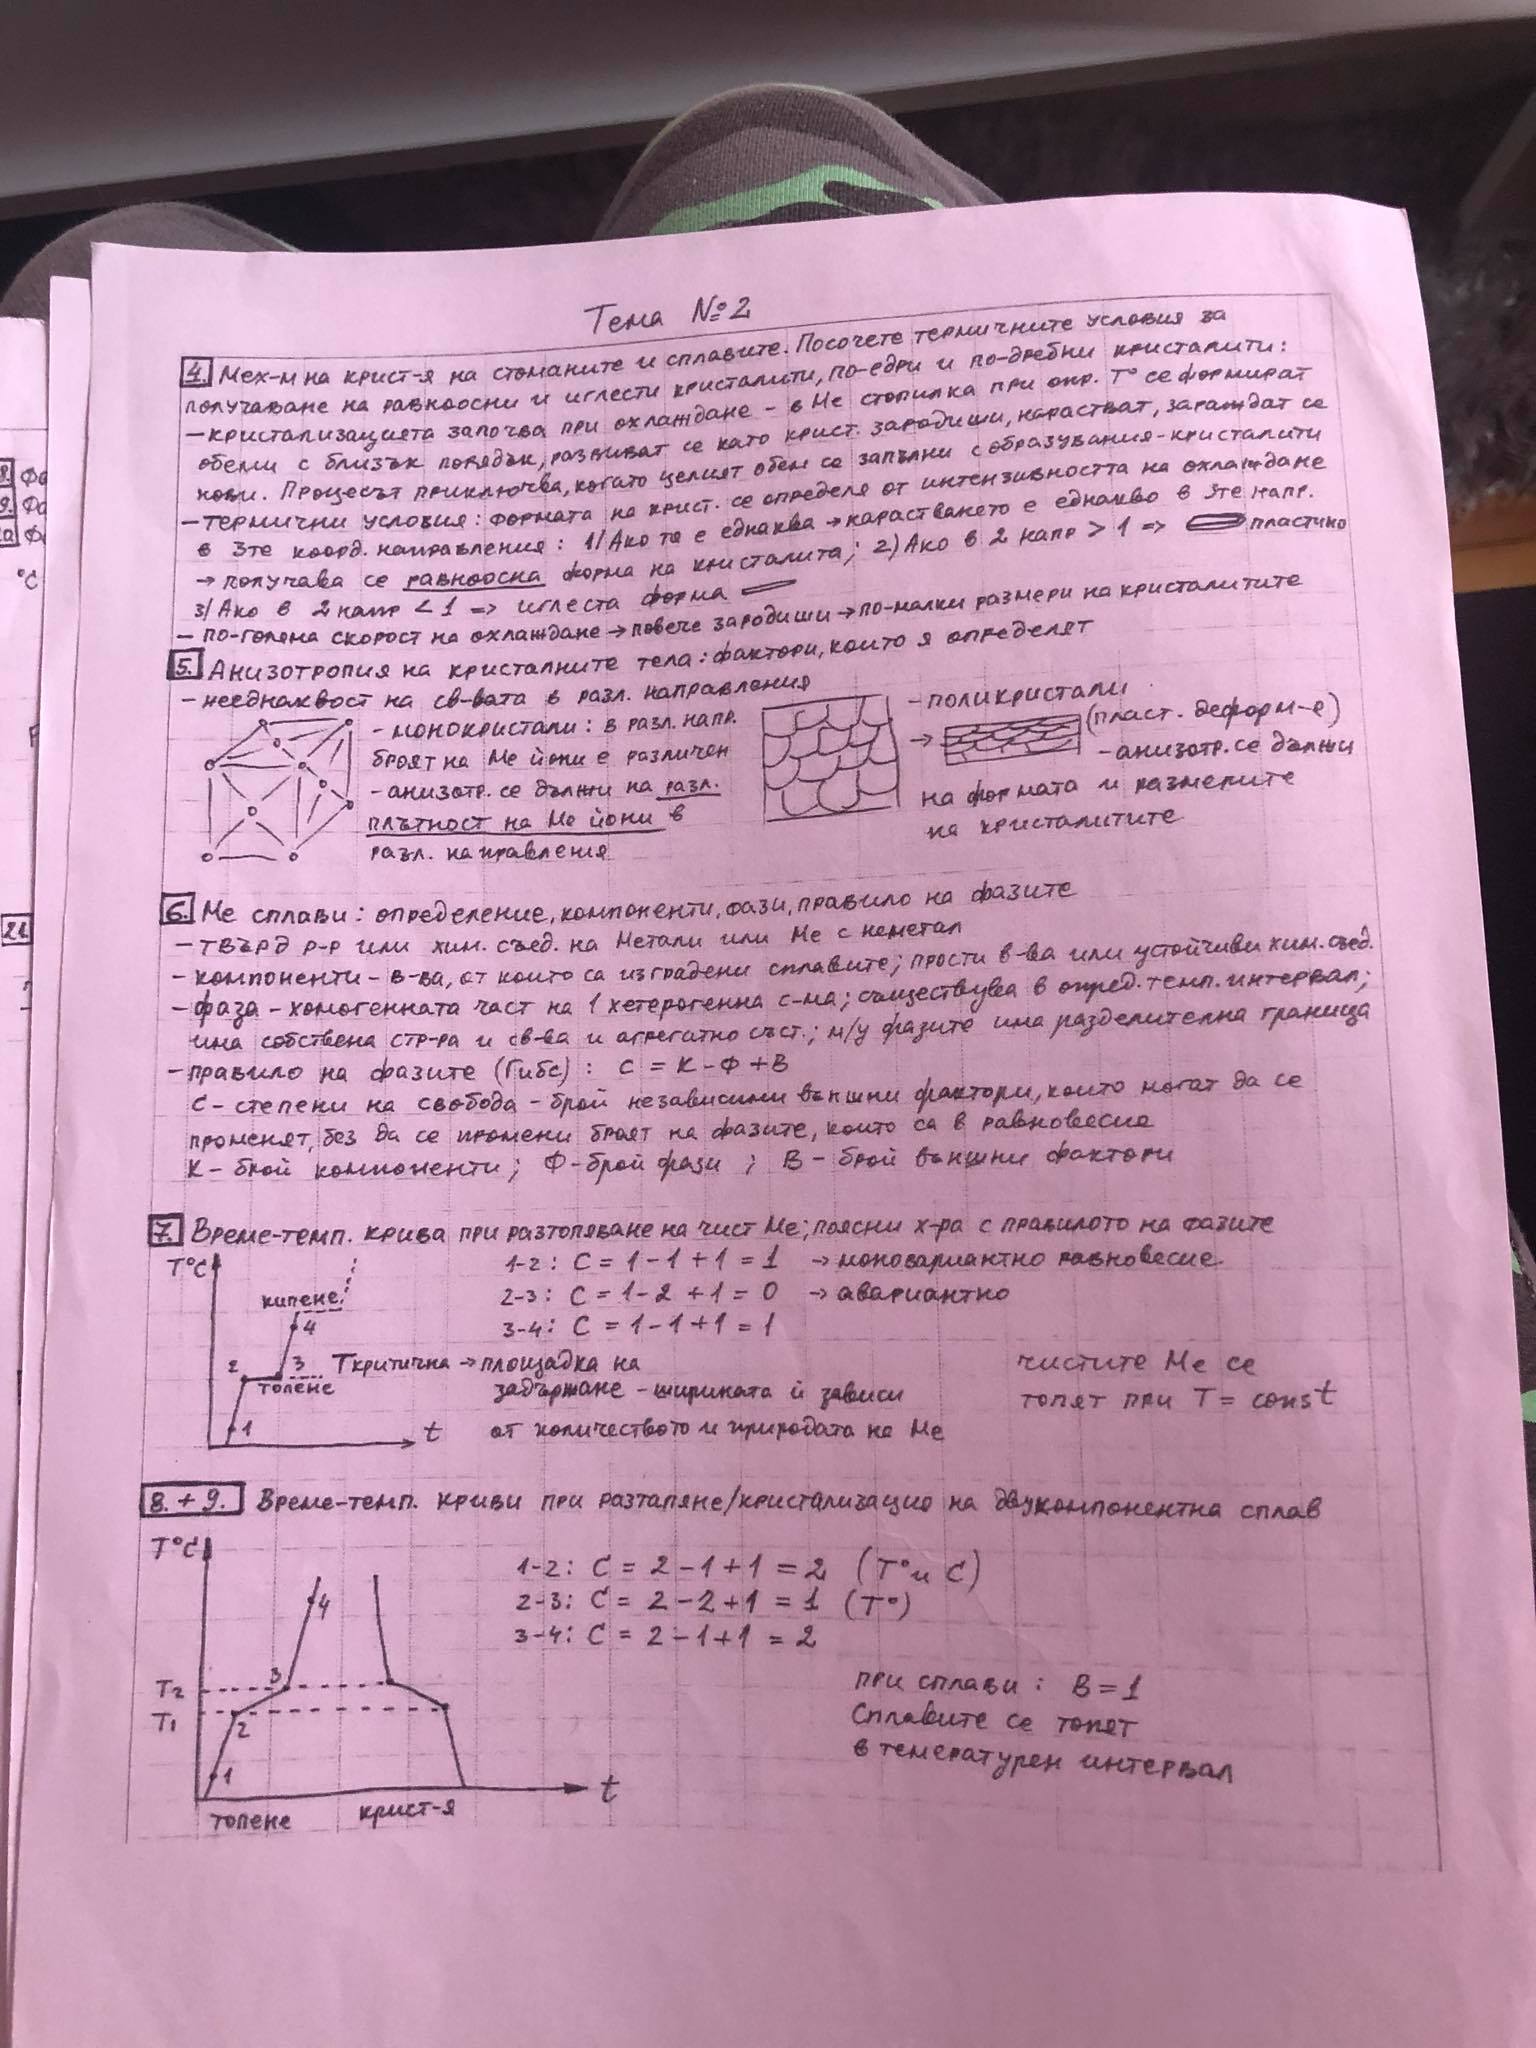 Тема №2
4. Мех-м на крист-я на стоманите и сплавите. Посочете термичните условия за
получаване на равноосни и иглести кристалити, по-едри и по-дребни кристалити:
– кристализацията започва при охлаждане – в Ме стопилка при опр. T° се формират
обеми с близък порядък, развиват се като крист. зародиши, нарастват, зараждат се
нови. Процесът приключва, когато целият обем се запълни с образувания-кристалити
– термични условия: формата на крист. се определя от интензивността на охлаждане
в 3те коорд. направления: 1/ Ако тя е еднаква → нарастването е еднакво в 3те напр.
→ получава се равноосна форма на кристалита; 2) Ако в 2 напр > 1 => пластично
3/ Ако в 2 напр < 1 => иглеста форма
– по-голяма скорост на охлаждане → повече зародиши → по-малки размери на кристалитите
5. Анизотропия на кристалните тела: фактори, които я определят
– нееднаквост на св-вата в разл. направления
– монокристали: в разл. напр.
броят на Ме йони е различен
– анизотр. се дължи на разл.
плътност на Ме йони в
разл. направления
– поликристали
→ (пласт. деформ-е)
– анизотр. се дължи
на формата и размерите
на кристалитите
6. Ме сплави: определение, компоненти, фази, правило на фазите
– твърд р-р или хим. съед. на метали или Ме с неметал
– компоненти – в-ва, от които са изградени сплавите; прости в-ва или устойчиви хим. съед.
– фаза – хомогенната част на 1 хетерогенна с-ма; съществува в опред. темп. интервал;
има собствена стр-ра и св-ва и агрегатно съст.; м/у фазите има разделителна граница
– правило на фазите (Гибс): C = K – Ф + B
C – степени на свобода – брой независими външни фактори, които могат да се
променят, без да се промени броят на фазите, които са в равновесие
K – брой компоненти; Ф – брой фази; B – брой външни фактори
7. Време-темп. крива при разтопяване на чист Ме; поясни х-ра с правилото на фазите
T°C
кипене
4
2
3
топене
1
t
Tкритична → площадка на
задържане – ширината ѝ зависи
от количеството и природата на Ме
1-2: C = 1 – 1 + 1 = 1 → моновариантно равновесие
2-3: C = 1 – 2 + 1 = 0 → авариантно
3-4: C = 1 – 1 + 1 = 1
чистите Ме се
топят при T = const
8. + 9. Време-темп. криви при разтапяне/кристализацио на двукомпонентна сплав
T°C
4
3
T2
T1
2
1
t
топене крист-я
1-2: C = 2 – 1 + 1 = 2 (T° и C)
2-3: C = 2 – 2 + 1 = 1 (T°)
3-4: C = 2 – 1 + 1 = 2
при сплави: B = 1
Сплавите се топят
в темературен интервал